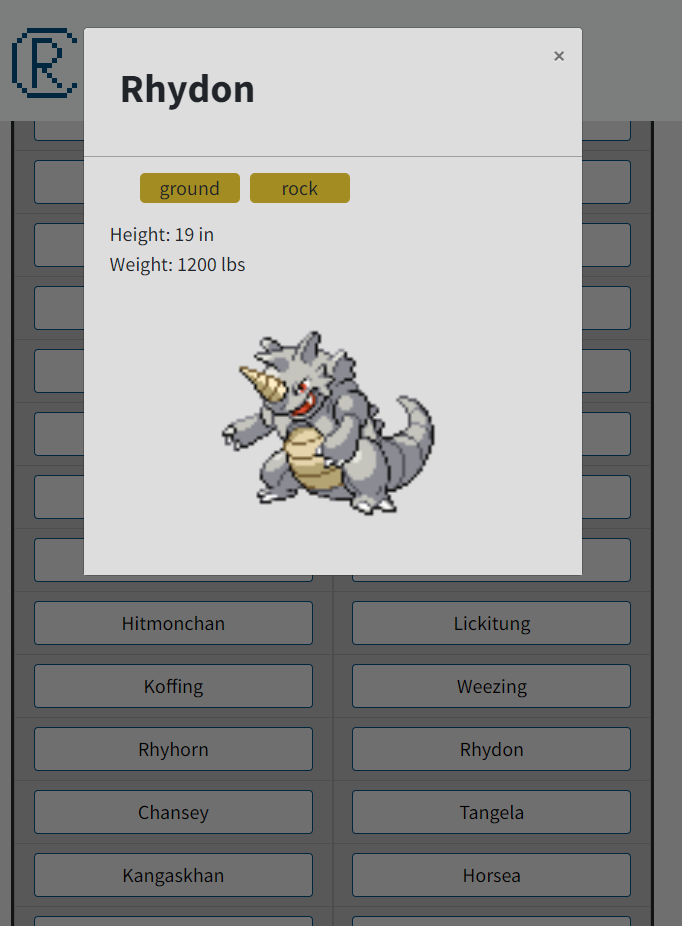 R
×
Rhydon
ground rock
Height: 19 in
Weight: 1200 lbs
Hitmonchan Lickitung
Koffing Weezing
Rhyhorn Rhydon
Chansey Tangela
Kangaskhan Horsea